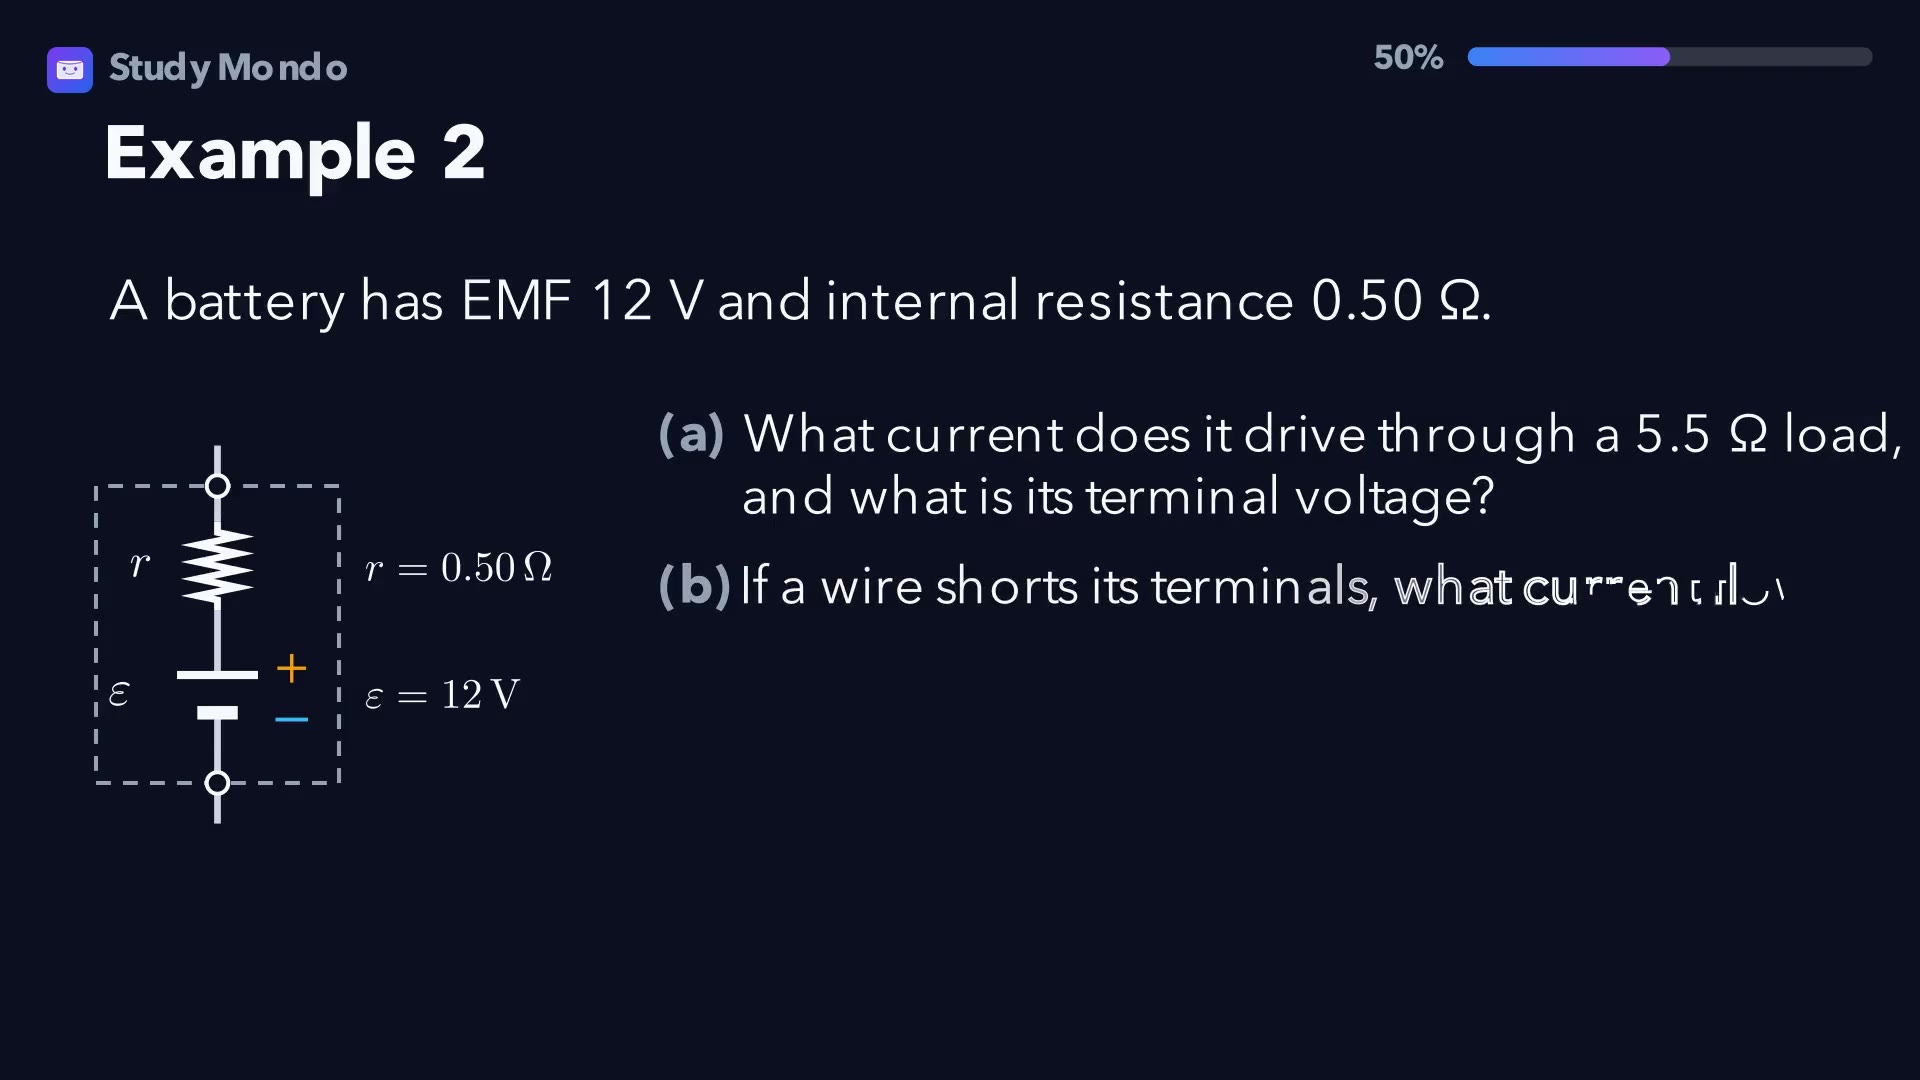 Study Mondo
50%
Example 2
A battery has EMF 12 V and internal resistance 0.50 Ω.
(a) What current does it drive through a 5.5 Ω load,
and what is its terminal voltage?
(b) If a wire shorts its terminals, what current
r
r = 0.50 Ω
ε
+
−
ε = 12 V